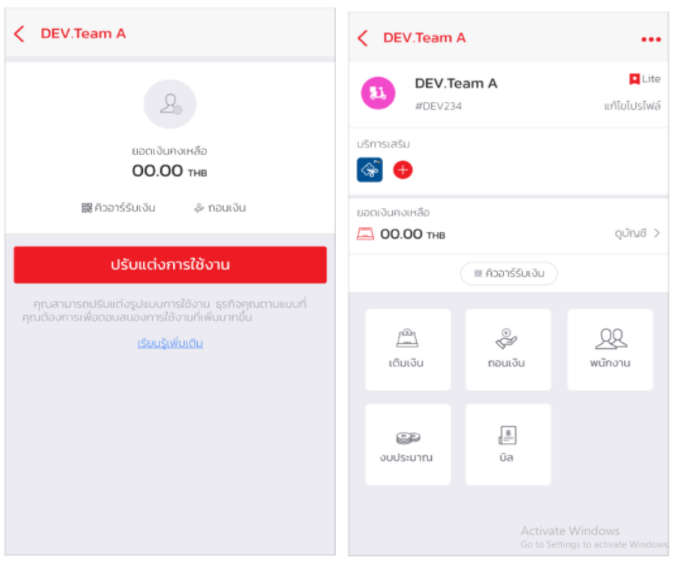 DEV.Team A
ยอดเงินคงเหลือ
00.00 THB
คิวอาร์รับเงิน
ถอนเงิน
ปรับแต่งการใช้งาน
คุณสามารถปรับแต่งรูปแบบการใช้งาน ธุรกิจคุณตามแบบที่
คุณต้องการเพื่อตอบสนองการใช้งานที่เพิ่มมากขึ้น
เรียนรู้เพิ่มเติม
DEV.Team A
DEV.Team A
Lite
#DEV234
แก้ไขโปรไฟล์
บริการเสริม
ยอดเงินคงเหลือ
00.00 THB
ดูบัญชี
คิวอาร์รับเงิน
เติมเงิน
ถอนเงิน
พนักงาน
งบประมาณ
บิล
Activate Windows
Go to Settings to activate Windows